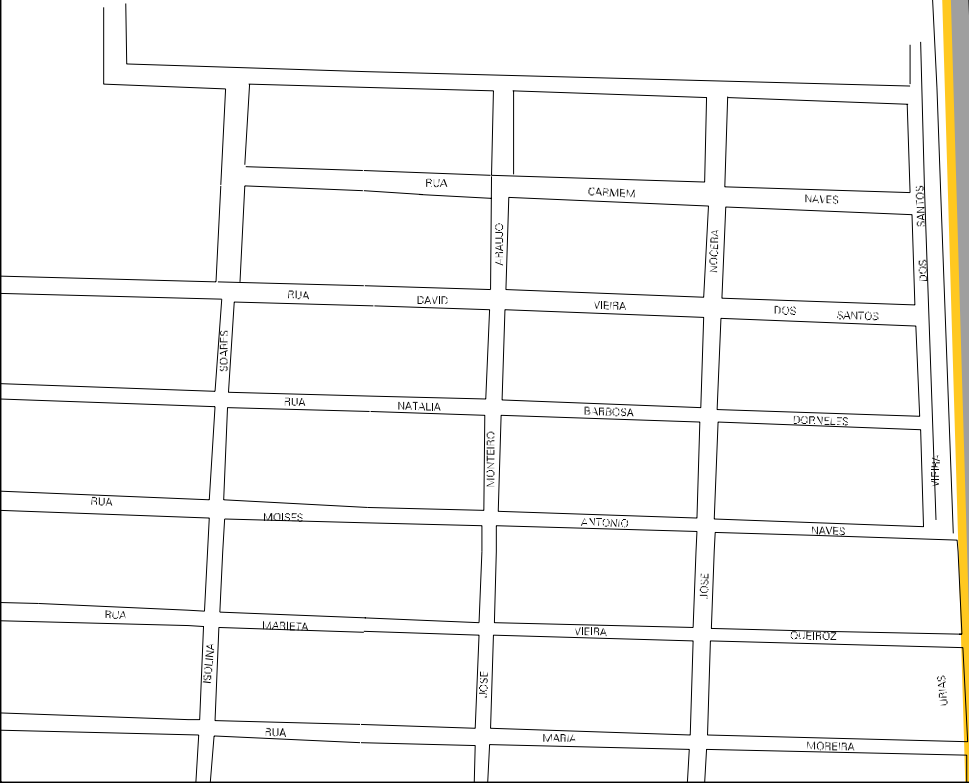 RUA CARMEM NAVES
RUA DAVID VIEIRA DOS SANTOS
RUA NATALIA BARBOSA DORNELES
RUA MOISES ANTONIO NAVES
RUA MARIETA VIEIRA QUEIROZ
RUA MARIA MOREIRA
ISOLINA SOARES
JOSE MONTEIRO ARAUJO
JOSE NOCERA
URIAS VIEIRA DOS SANTOS